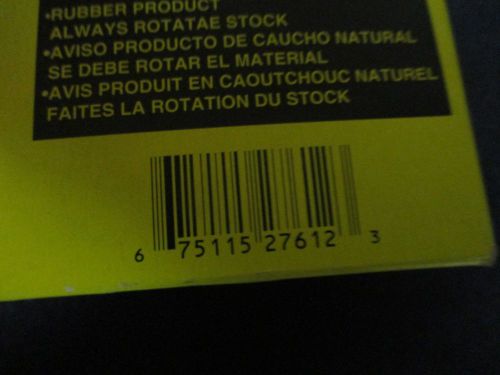 •RUBBER PRODUCT
ALWAYS ROTATAE STOCK
•AVISO PRODUCTO DE CAUCHO NATURAL
SE DEBE ROTAR EL MATERIAL
•AVIS PRODUIT EN CAOUTCHOUC NATUREL
FAITES LA ROTATION DU STOCK
6 75115 27612 3